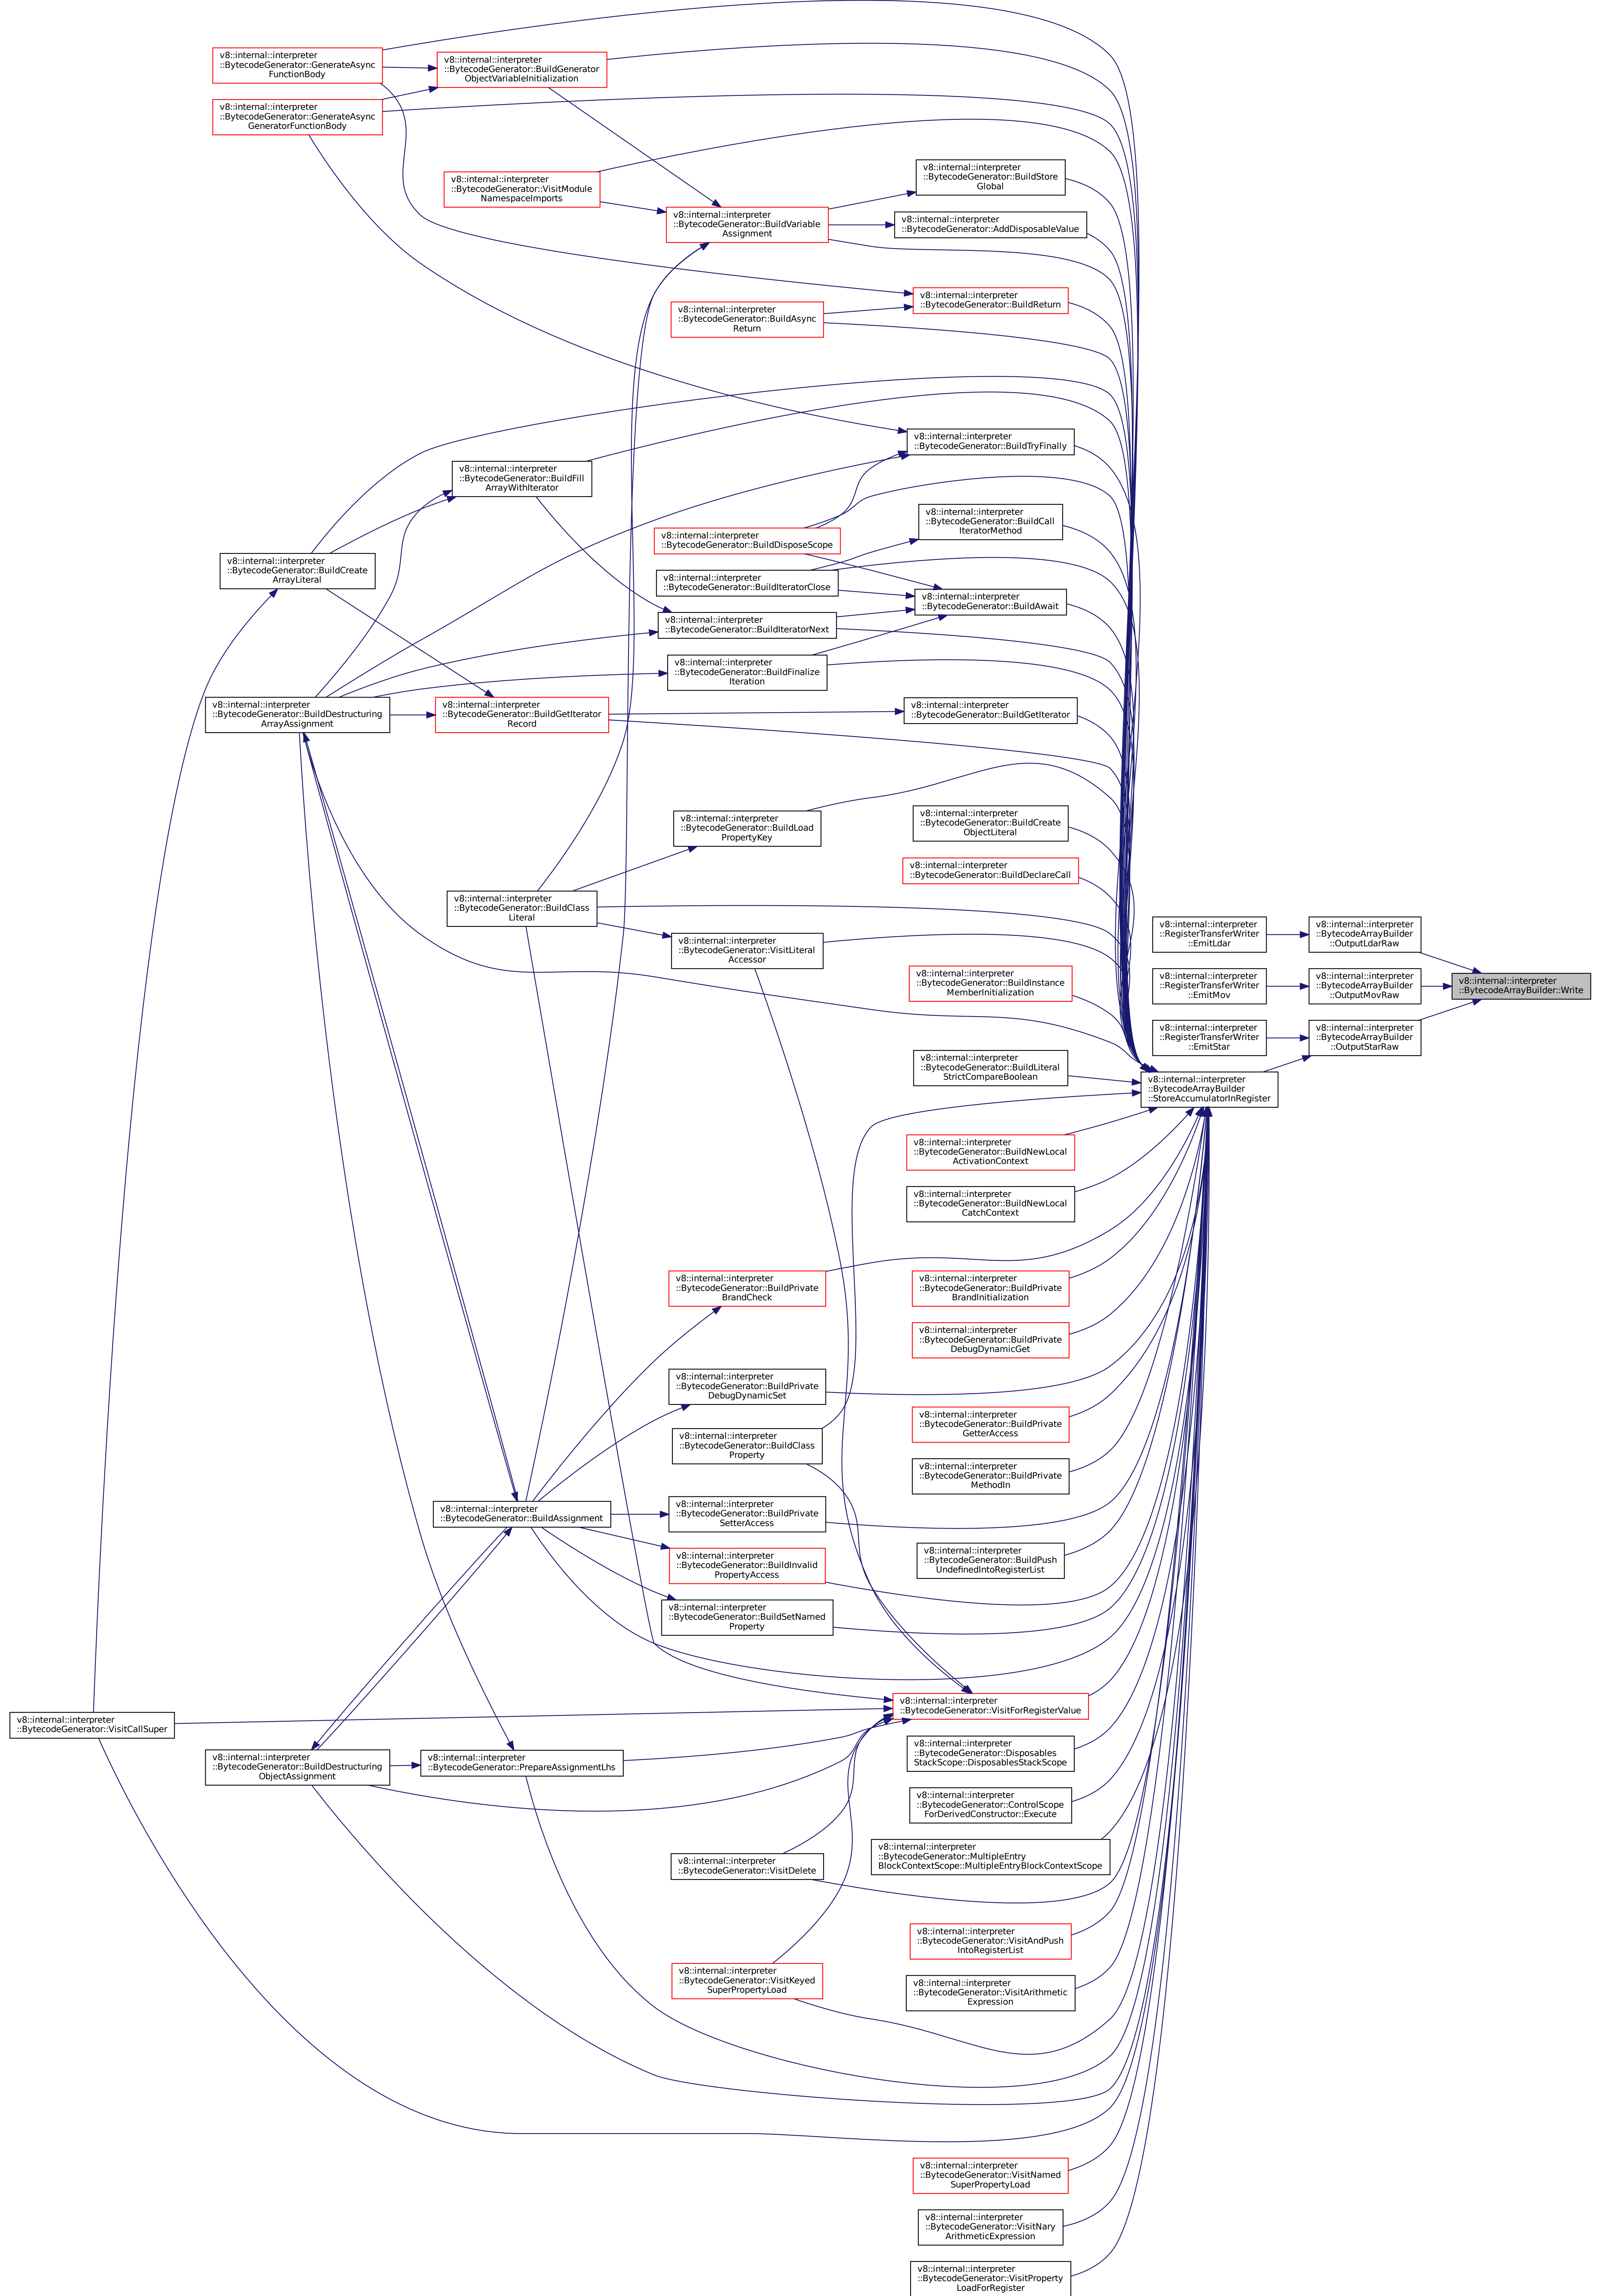 v8::internal::interpreter
::BytecodeGenerator::GenerateAsync
FunctionBody
v8::internal::interpreter
::BytecodeGenerator::BuildGenerator
ObjectVariableInitialization
v8::internal::interpreter
::BytecodeGenerator::GenerateAsync
GeneratorFunctionBody
v8::internal::interpreter
::BytecodeGenerator::BuildStore
Global
v8::internal::interpreter
::BytecodeGenerator::VisitModule
NamespaceImports
v8::internal::interpreter
::BytecodeGenerator::BuildVariable
Assignment
v8::internal::interpreter
::BytecodeGenerator::AddDisposableValue
v8::internal::interpreter
::BytecodeGenerator::BuildReturn
v8::internal::interpreter
::BytecodeGenerator::BuildAsync
Return
v8::internal::interpreter
::BytecodeGenerator::BuildTryFinally
v8::internal::interpreter
::BytecodeGenerator::BuildFill
ArrayWithIterator
v8::internal::interpreter
::BytecodeGenerator::BuildCall
IteratorMethod
v8::internal::interpreter
::BytecodeGenerator::BuildDisposeScope
v8::internal::interpreter
::BytecodeGenerator::BuildCreate
ArrayLiteral
v8::internal::interpreter
::BytecodeGenerator::BuildIteratorClose
v8::internal::interpreter
::BytecodeGenerator::BuildAwait
v8::internal::interpreter
::BytecodeGenerator::BuildIteratorNext
v8::internal::interpreter
::BytecodeGenerator::BuildFinalize
Iteration
v8::internal::interpreter
::BytecodeGenerator::BuildDestructuring
ArrayAssignment
v8::internal::interpreter
::BytecodeGenerator::BuildGetIterator
Record
v8::internal::interpreter
::BytecodeGenerator::BuildGetIterator
v8::internal::interpreter
::BytecodeGenerator::BuildLoad
PropertyKey
v8::internal::interpreter
::BytecodeGenerator::BuildCreate
ObjectLiteral
v8::internal::interpreter
::BytecodeGenerator::BuildDeclareCall
v8::internal::interpreter
::BytecodeGenerator::BuildClass
Literal
v8::internal::interpreter
::BytecodeGenerator::VisitLiteral
Accessor
v8::internal::interpreter
::RegisterTransferWriter
::EmitLdar
v8::internal::interpreter
::BytecodeArrayBuilder
::OutputLdarRaw
v8::internal::interpreter
::BytecodeGenerator::BuildInstance
MemberInitialization
v8::internal::interpreter
::RegisterTransferWriter
::EmitMov
v8::internal::interpreter
::BytecodeArrayBuilder
::OutputMovRaw
v8::internal::interpreter
::BytecodeArrayBuilder::Write
v8::internal::interpreter
::RegisterTransferWriter
::EmitStar
v8::internal::interpreter
::BytecodeArrayBuilder
::OutputStarRaw
v8::internal::interpreter
::BytecodeGenerator::BuildLiteral
StrictCompareBoolean
v8::internal::interpreter
::BytecodeArrayBuilder
::StoreAccumulatorInRegister
v8::internal::interpreter
::BytecodeGenerator::BuildNewLocal
ActivationContext
v8::internal::interpreter
::BytecodeGenerator::BuildNewLocal
CatchContext
v8::internal::interpreter
::BytecodeGenerator::BuildPrivate
BrandCheck
v8::internal::interpreter
::BytecodeGenerator::BuildPrivate
BrandInitialization
v8::internal::interpreter
::BytecodeGenerator::BuildPrivate
DebugDynamicGet
v8::internal::interpreter
::BytecodeGenerator::BuildPrivate
DebugDynamicSet
v8::internal::interpreter
::BytecodeGenerator::BuildPrivate
GetterAccess
v8::internal::interpreter
::BytecodeGenerator::BuildClass
Property
v8::internal::interpreter
::BytecodeGenerator::BuildPrivate
MethodIn
v8::internal::interpreter
::BytecodeGenerator::BuildAssignment
v8::internal::interpreter
::BytecodeGenerator::BuildPrivate
SetterAccess
v8::internal::interpreter
::BytecodeGenerator::BuildPush
UndefinedIntoRegisterList
v8::internal::interpreter
::BytecodeGenerator::BuildInvalid
PropertyAccess
v8::internal::interpreter
::BytecodeGenerator::BuildSetNamed
Property
v8::internal::interpreter
::BytecodeGenerator::VisitForRegisterValue
v8::internal::interpreter
::BytecodeGenerator::VisitCallSuper
v8::internal::interpreter
::BytecodeGenerator::BuildDestructuring
ObjectAssignment
v8::internal::interpreter
::BytecodeGenerator::PrepareAssignmentLhs
v8::internal::interpreter
::BytecodeGenerator::Disposables
StackScope::DisposablesStackScope
v8::internal::interpreter
::BytecodeGenerator::ControlScope
ForDerivedConstructor::Execute
v8::internal::interpreter
::BytecodeGenerator::MultipleEntry
BlockContextScope::MultipleEntryBlockContextScope
v8::internal::interpreter
::BytecodeGenerator::VisitDelete
v8::internal::interpreter
::BytecodeGenerator::VisitAndPush
IntoRegisterList
v8::internal::interpreter
::BytecodeGenerator::VisitKeyed
SuperPropertyLoad
v8::internal::interpreter
::BytecodeGenerator::VisitArithmetic
Expression
v8::internal::interpreter
::BytecodeGenerator::VisitNamed
SuperPropertyLoad
v8::internal::interpreter
::BytecodeGenerator::VisitNary
ArithmeticExpression
v8::internal::interpreter
::BytecodeGenerator::VisitProperty
LoadForRegister